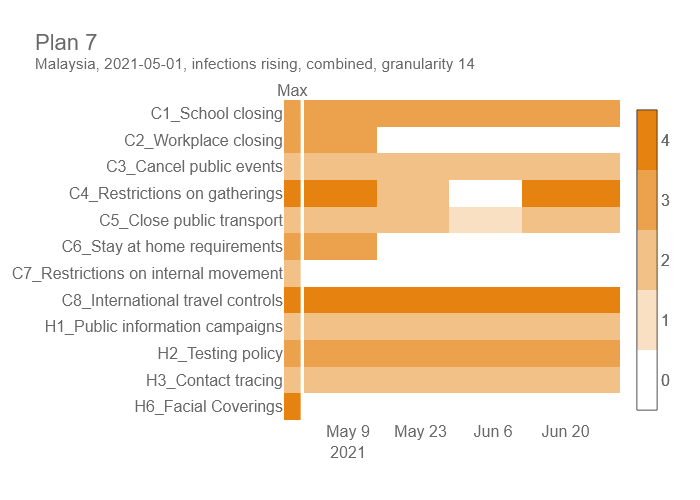 Plan 7
Malaysia, 2021-05-01, infections rising, combined, granularity 14
Max
C1_School closing
C2_Workplace closing
C3_Cancel public events
C4_Restrictions on gatherings
C5_Close public transport
C6_Stay at home requirements
C7_Restrictions on internal movement
C8_International travel controls
H1_Public information campaigns
H2_Testing policy
H3_Contact tracing
H6_Facial Coverings
May 9 May 23 Jun 6 Jun 20
2021
4
3
2
1
0